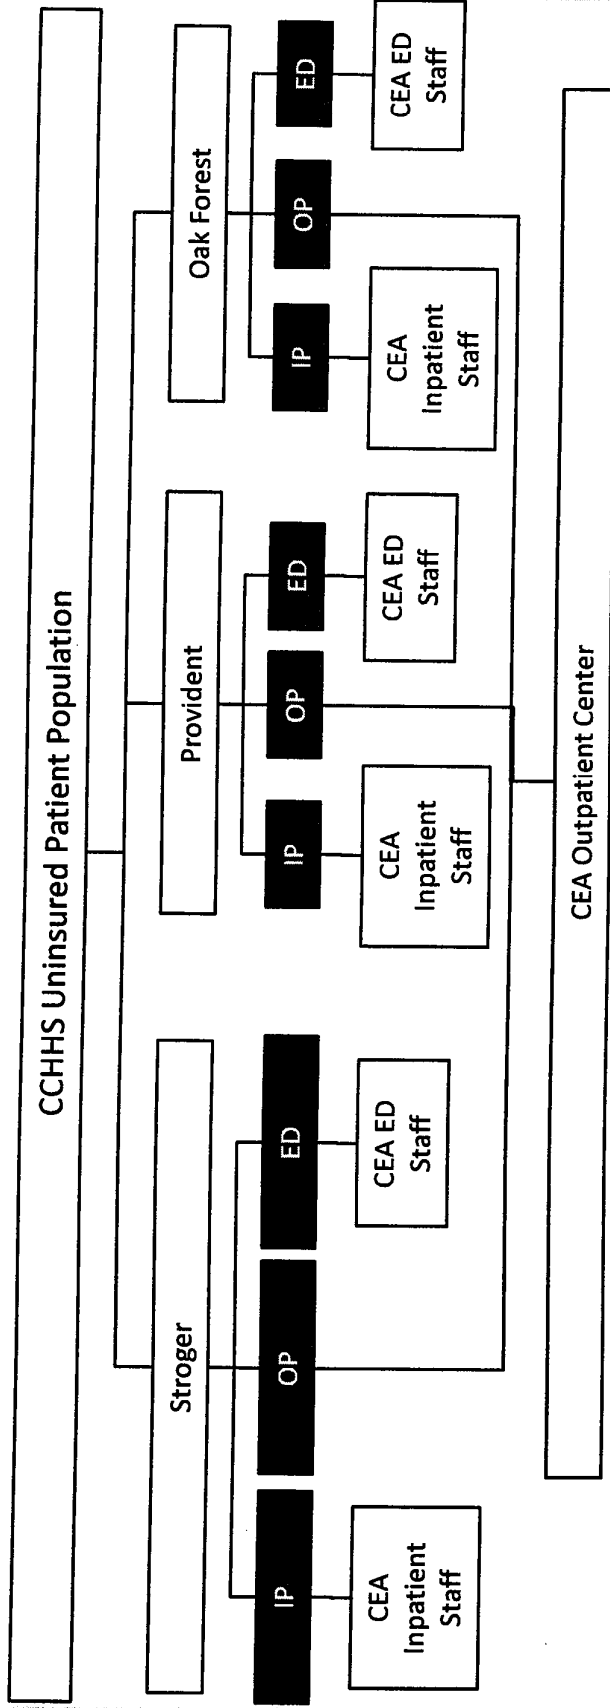 CCHHS Uninsured Patient Population
Stroger
Provident
Oak Forest
IP
OP
ED
IP
OP
ED
IP
OP
ED
CEA
Inpatient
Staff
CEA ED
Staff
CEA
Inpatient
Staff
CEA ED
Staff
CEA
Inpatient
Staff
CEA ED
Staff
CEA Outpatient Center